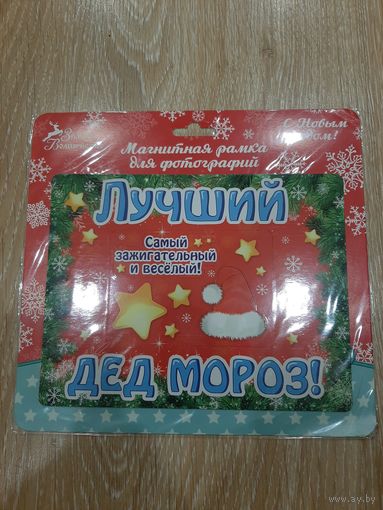 С Новым
годом!
Магнитная рамка
для фотографий
Лучший
Самый
зажигательный
и весёлый!
ДЕД МОРОЗ!
www.ay.by